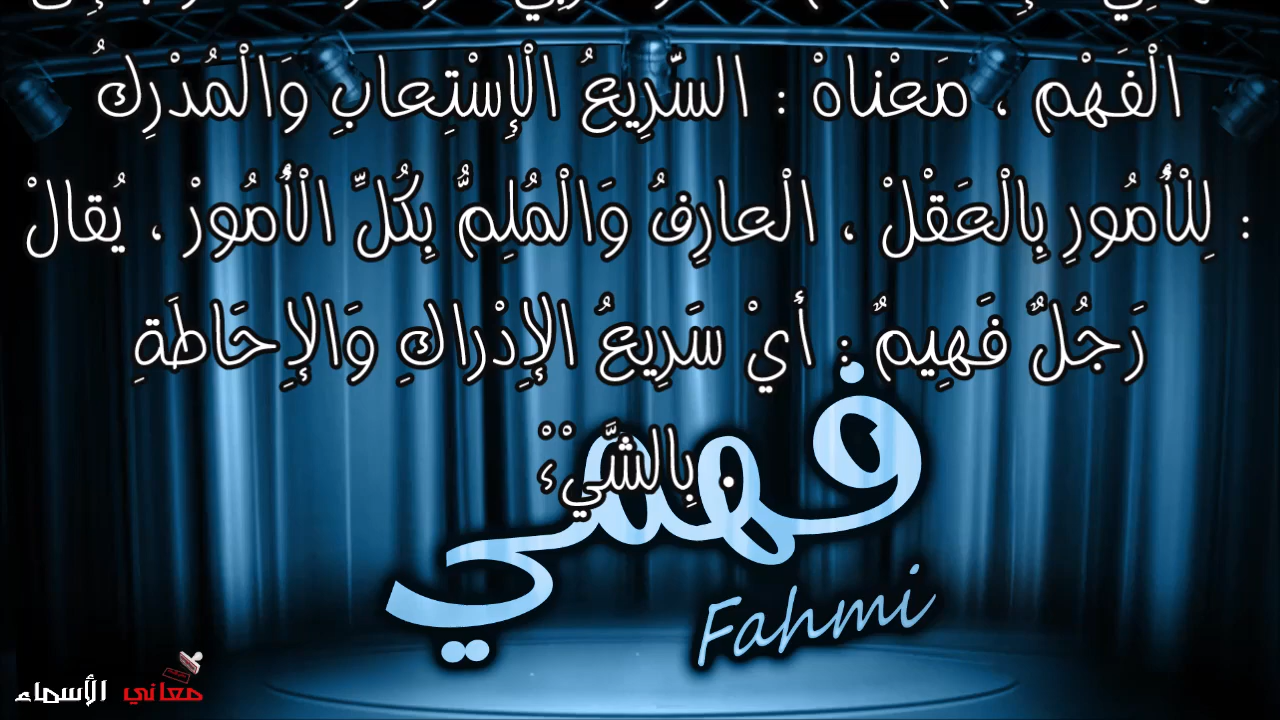 الْفَهْم ، مَعْناهْ : السَّرِيعُ الْإِسْتِعابِ وَالْمُدْرِكُ
لِلْأُمُورِ بِالْعَقْلْ ، الْعارِفُ وَالْمُلِمُّ بِكُلِّ الْأُمُورْ ، يُقالْ :
رَجُلٌ فَهِيمٌ : أيْ سَرِيعُ الإِدْراكِ وَالإِحَاطَةِ
بِالشَّيْءْ .
فهمي
Fahmi
معاني الأسماء